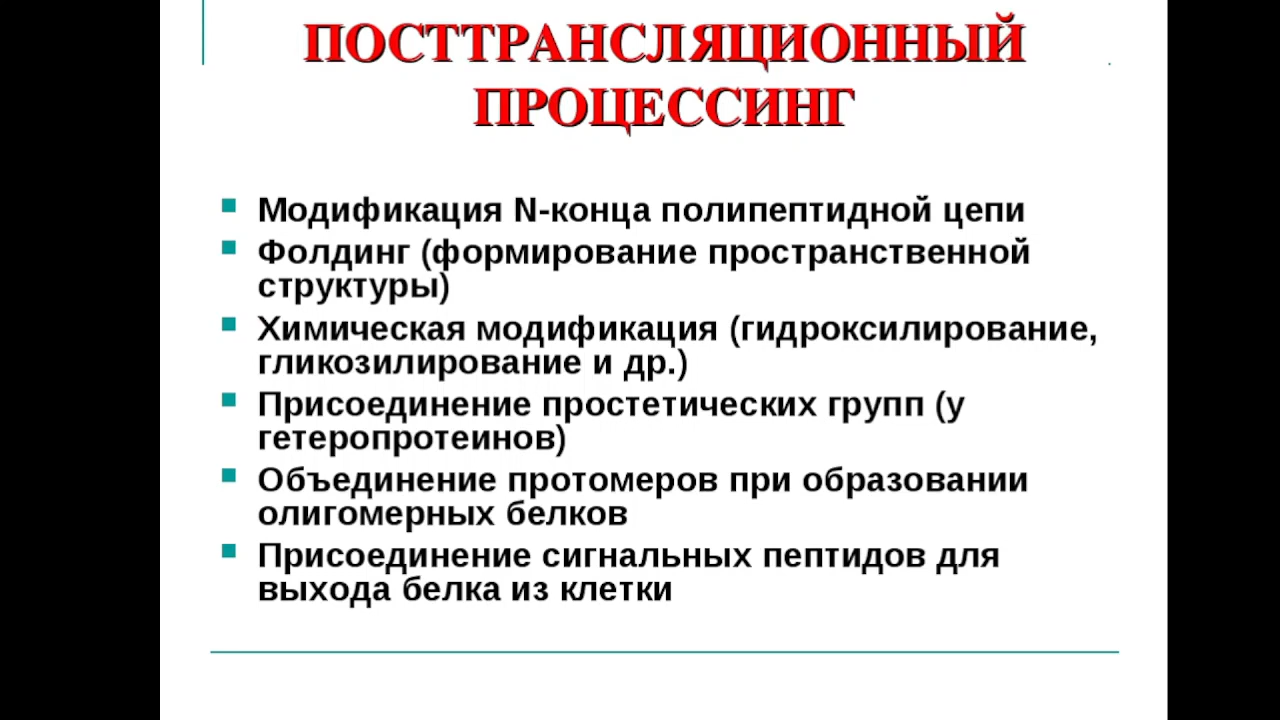 ПОСТТРАНСЛЯЦИОННЫЙ
ПРОЦЕССИНГ
Модификация N-конца полипептидной цепи
Фолдинг (формирование пространственной
структуры)
Химическая модификация (гидроксилирование,
гликозилирование и др.)
Присоединение простетических групп (у
гетеропротеинов)
Объединение протомеров при образовании
олигомерных белков
Присоединение сигнальных пептидов для
выхода белка из клетки